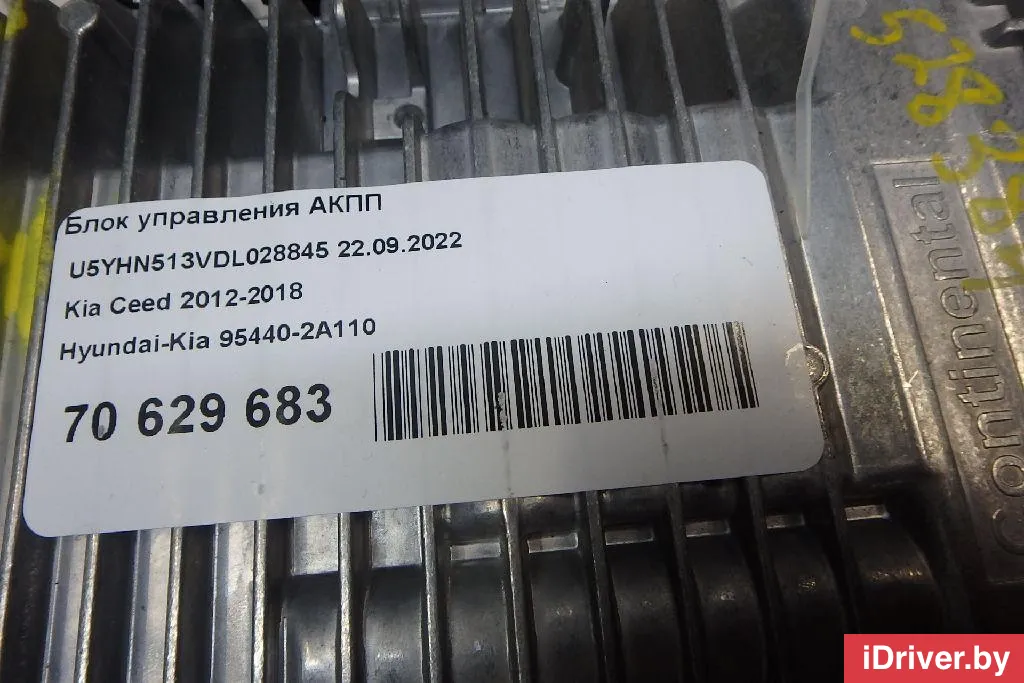 Блок управления АКПП
U5YHN513VDL028845 22.09.2022
Kia Ceed 2012-2018
Hyundai-Kia 95440-2A110
70 629 683
Continental
iDriver.by